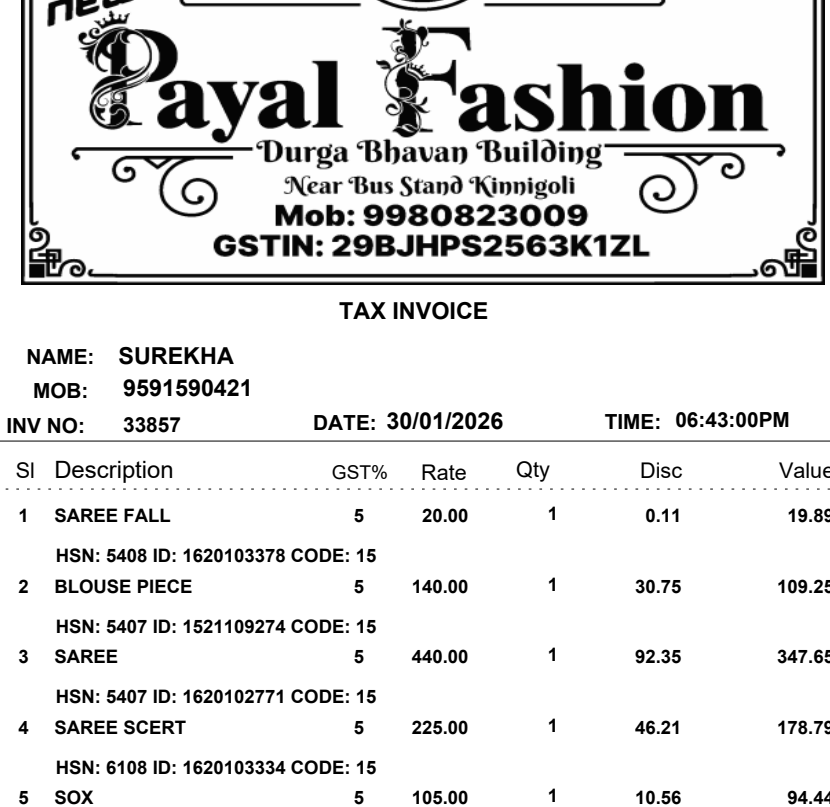 new
Payal Fashion
Durga Bhavan Building
Near Bus Stand Kinnigoli
Mob: 9980823009
GSTIN: 29BJHPS2563K1ZL
TAX INVOICE
NAME: SUREKHA
MOB: 9591590421
INV NO: 33857 DATE: 30/01/2026 TIME: 06:43:00PM
Sl Description GST% Rate Qty Disc Value
1 SAREE FALL 5 20.00 1 0.11 19.89
HSN: 5408 ID: 1620103378 CODE: 15
2 BLOUSE PIECE 5 140.00 1 30.75 109.25
HSN: 5407 ID: 1521109274 CODE: 15
3 SAREE 5 440.00 1 92.35 347.65
HSN: 5407 ID: 1620102771 CODE: 15
4 SAREE SCERT 5 225.00 1 46.21 178.79
HSN: 6108 ID: 1620103334 CODE: 15
5 SOX 5 105.00 1 10.56 94.44